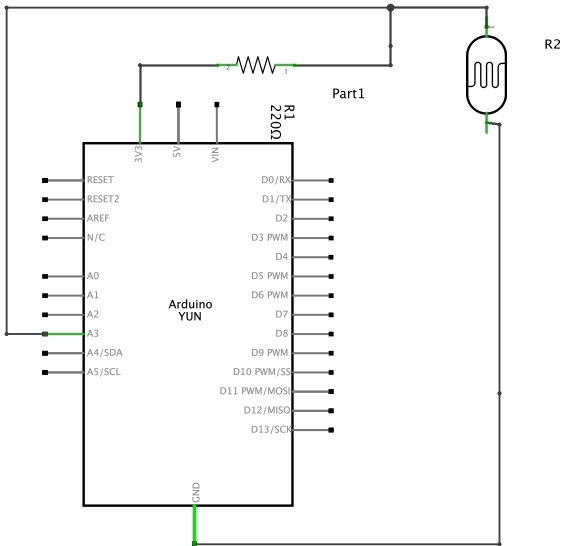 1
R2
2
1
Part1
R1
220Ω
3V3
5V
VIN
RESET
RESET2
AREF
N/C
A0
A1
A2
A3
A4/SDA
A5/SCL
Arduino
YUN
D0/RX
D1/TX
D2
D3 PWM
D4
D5 PWM
D6 PWM
D7
D8
D9 PWM
D10 PWM/SS
D11 PWM/MOSI
D12/MISO
D13/SCK
GND